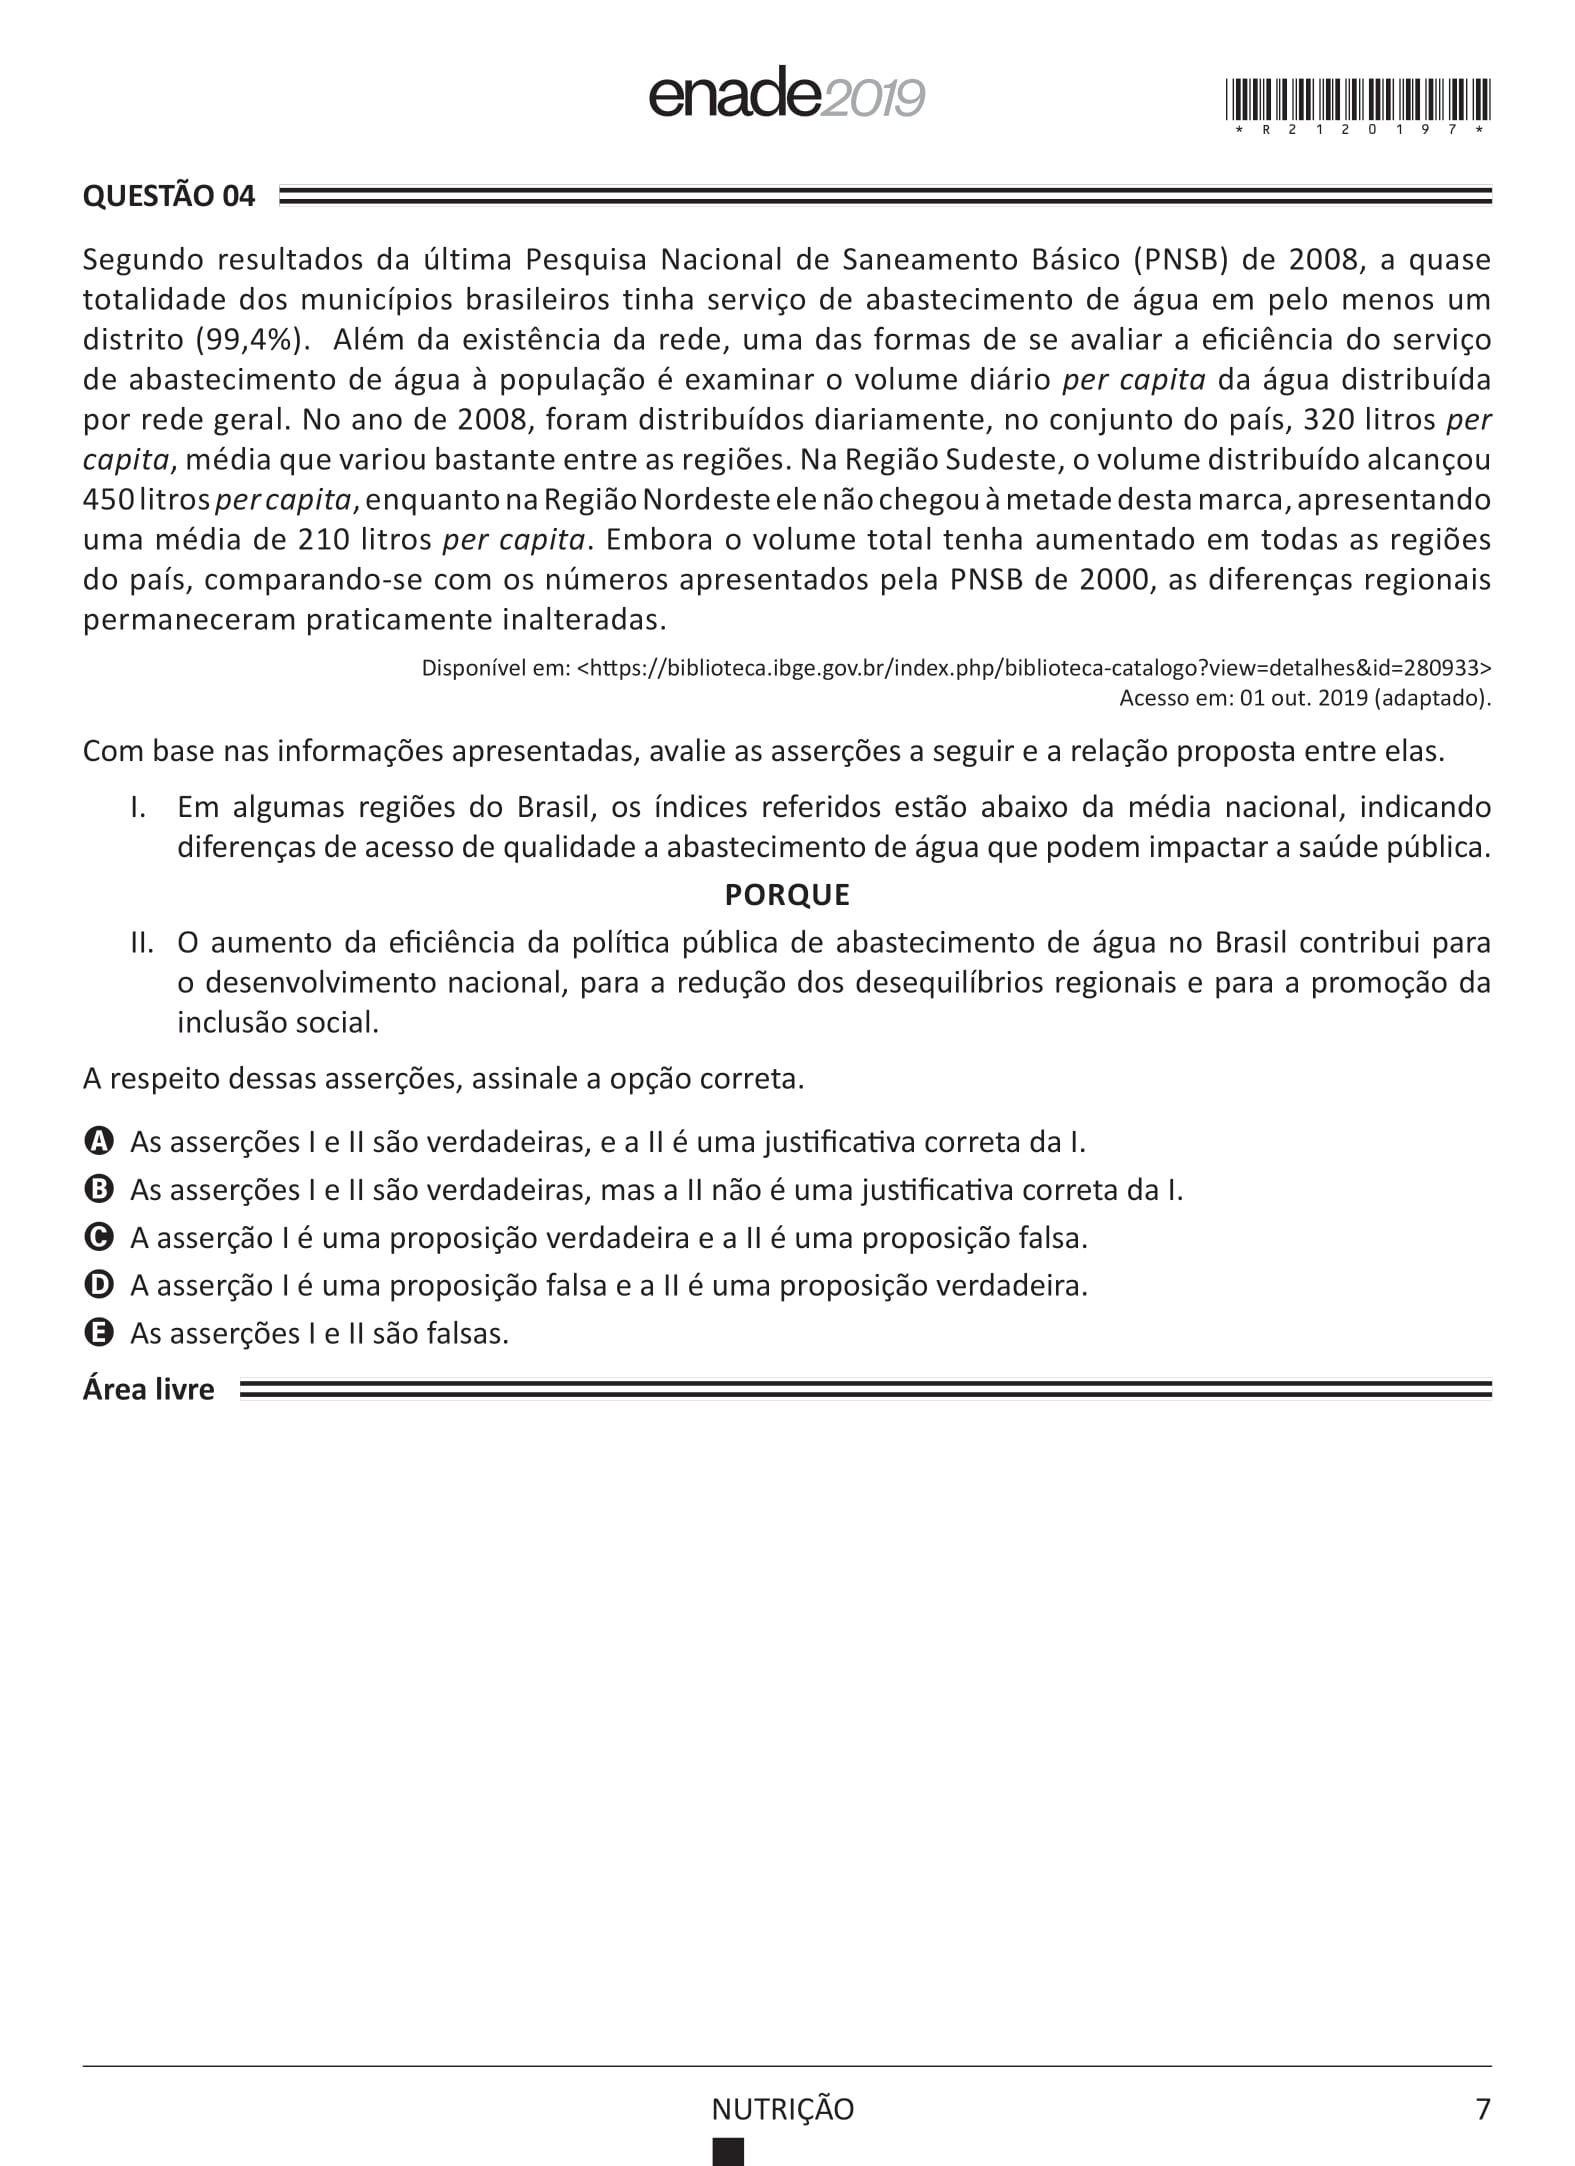 enade2019
* R 2 1 2 0 1 9 7 *
QUESTÃO 04
Segundo resultados da última Pesquisa Nacional de Saneamento Básico (PNSB) de 2008, a quase
totalidade dos municípios brasileiros tinha serviço de abastecimento de água em pelo menos um
distrito (99,4%). Além da existência da rede, uma das formas de se avaliar a eficiência do serviço
de abastecimento de água à população é examinar o volume diário per capita da água distribuída
por rede geral. No ano de 2008, foram distribuídos diariamente, no conjunto do país, 320 litros per
capita, média que variou bastante entre as regiões. Na Região Sudeste, o volume distribuído alcançou
450 litros per capita, enquanto na Região Nordeste ele não chegou à metade desta marca, apresentando
uma média de 210 litros per capita. Embora o volume total tenha aumentado em todas as regiões
do país, comparando-se com os números apresentados pela PNSB de 2000, as diferenças regionais
permaneceram praticamente inalteradas.
Disponível em: <https://biblioteca.ibge.gov.br/index.php/biblioteca-catalogo?view=detalhes&id=280933>
Acesso em: 01 out. 2019 (adaptado).
Com base nas informações apresentadas, avalie as asserções a seguir e a relação proposta entre elas.
I. Em algumas regiões do Brasil, os índices referidos estão abaixo da média nacional, indicando
diferenças de acesso de qualidade a abastecimento de água que podem impactar a saúde pública.
PORQUE
II. O aumento da eficiência da política pública de abastecimento de água no Brasil contribui para
o desenvolvimento nacional, para a redução dos desequilíbrios regionais e para a promoção da
inclusão social.
A respeito dessas asserções, assinale a opção correta.
A As asserções I e II são verdadeiras, e a II é uma justificativa correta da I.
B As asserções I e II são verdadeiras, mas a II não é uma justificativa correta da I.
C A asserção I é uma proposição verdadeira e a II é uma proposição falsa.
D A asserção I é uma proposição falsa e a II é uma proposição verdadeira.
E As asserções I e II são falsas.
Área livre
NUTRIÇÃO
7